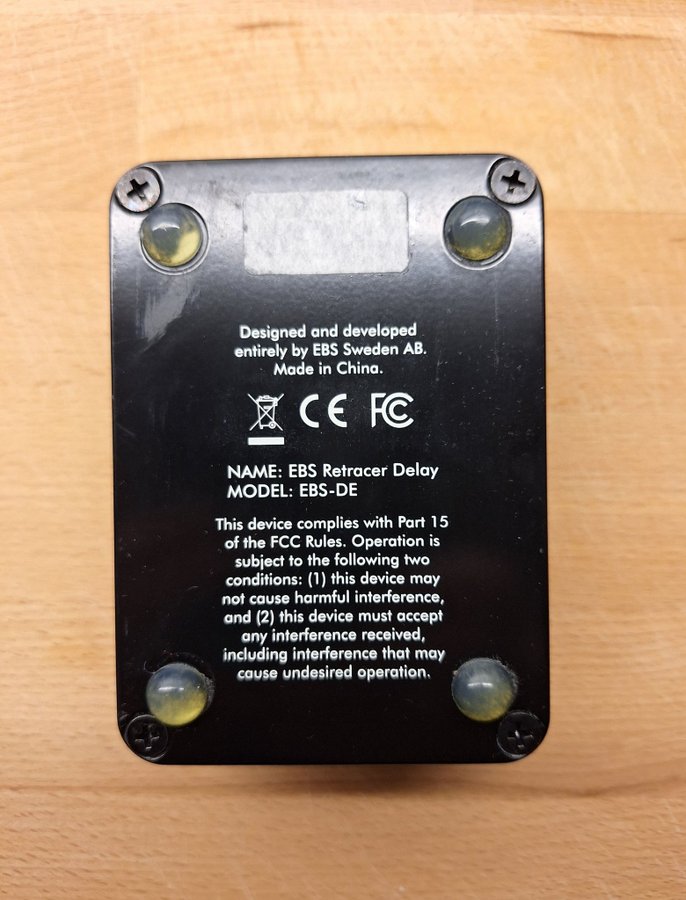 Designed and developed
entirely by EBS Sweden AB.
Made in China.
CE FC
NAME: EBS Retracer Delay
MODEL: EBS-DE
This device complies with Part 15
of the FCC Rules. Operation is
subject to the following two
conditions: (1) this device may
not cause harmful interference,
and (2) this device must accept
any interference received,
including interference that may
cause undesired operation.